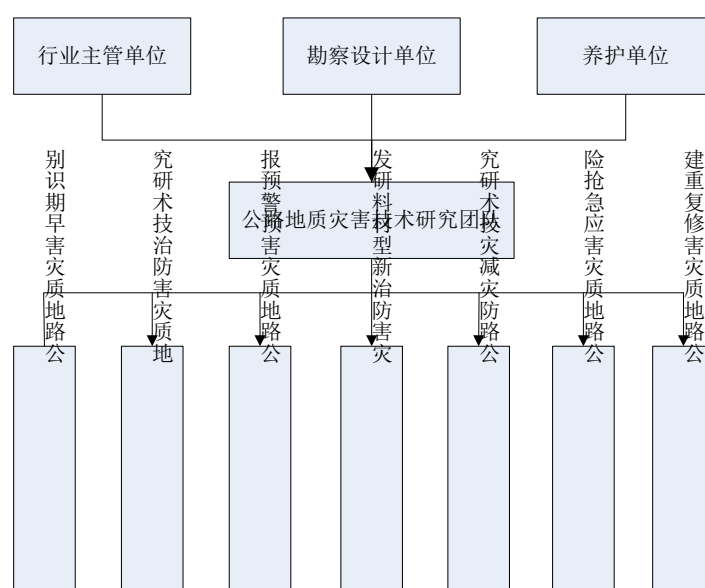 行业主管单位
勘察设计单位
养护单位
公路地质灾害技术研究团队
公路地质灾害早期识别
地质灾害防治技术研究
公路地质灾害预警预报
灾害防治新型材料研发
公路防灾减灾技术研究
公路地质灾害应急抢险
公路地质灾害修复重建